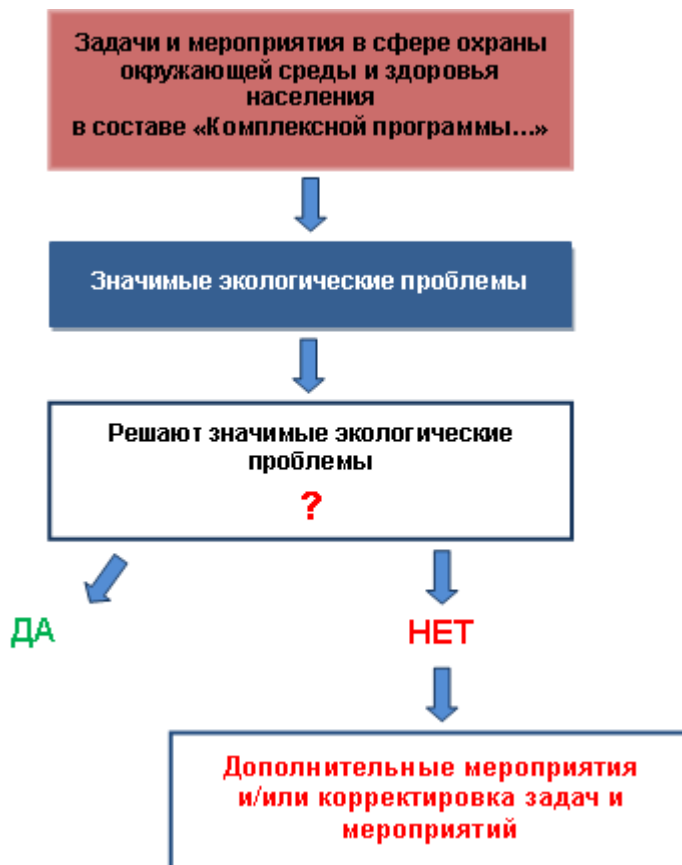 Задачи и мероприятия в сфере охраны
окружающей среды и здоровья
населения
в составе «Комплексной программы...»
Значимые экологические проблемы
Решают значимые экологические
проблемы
?
ДА
НЕТ
Дополнительные мероприятия
и/или корректировка задач и
мероприятий